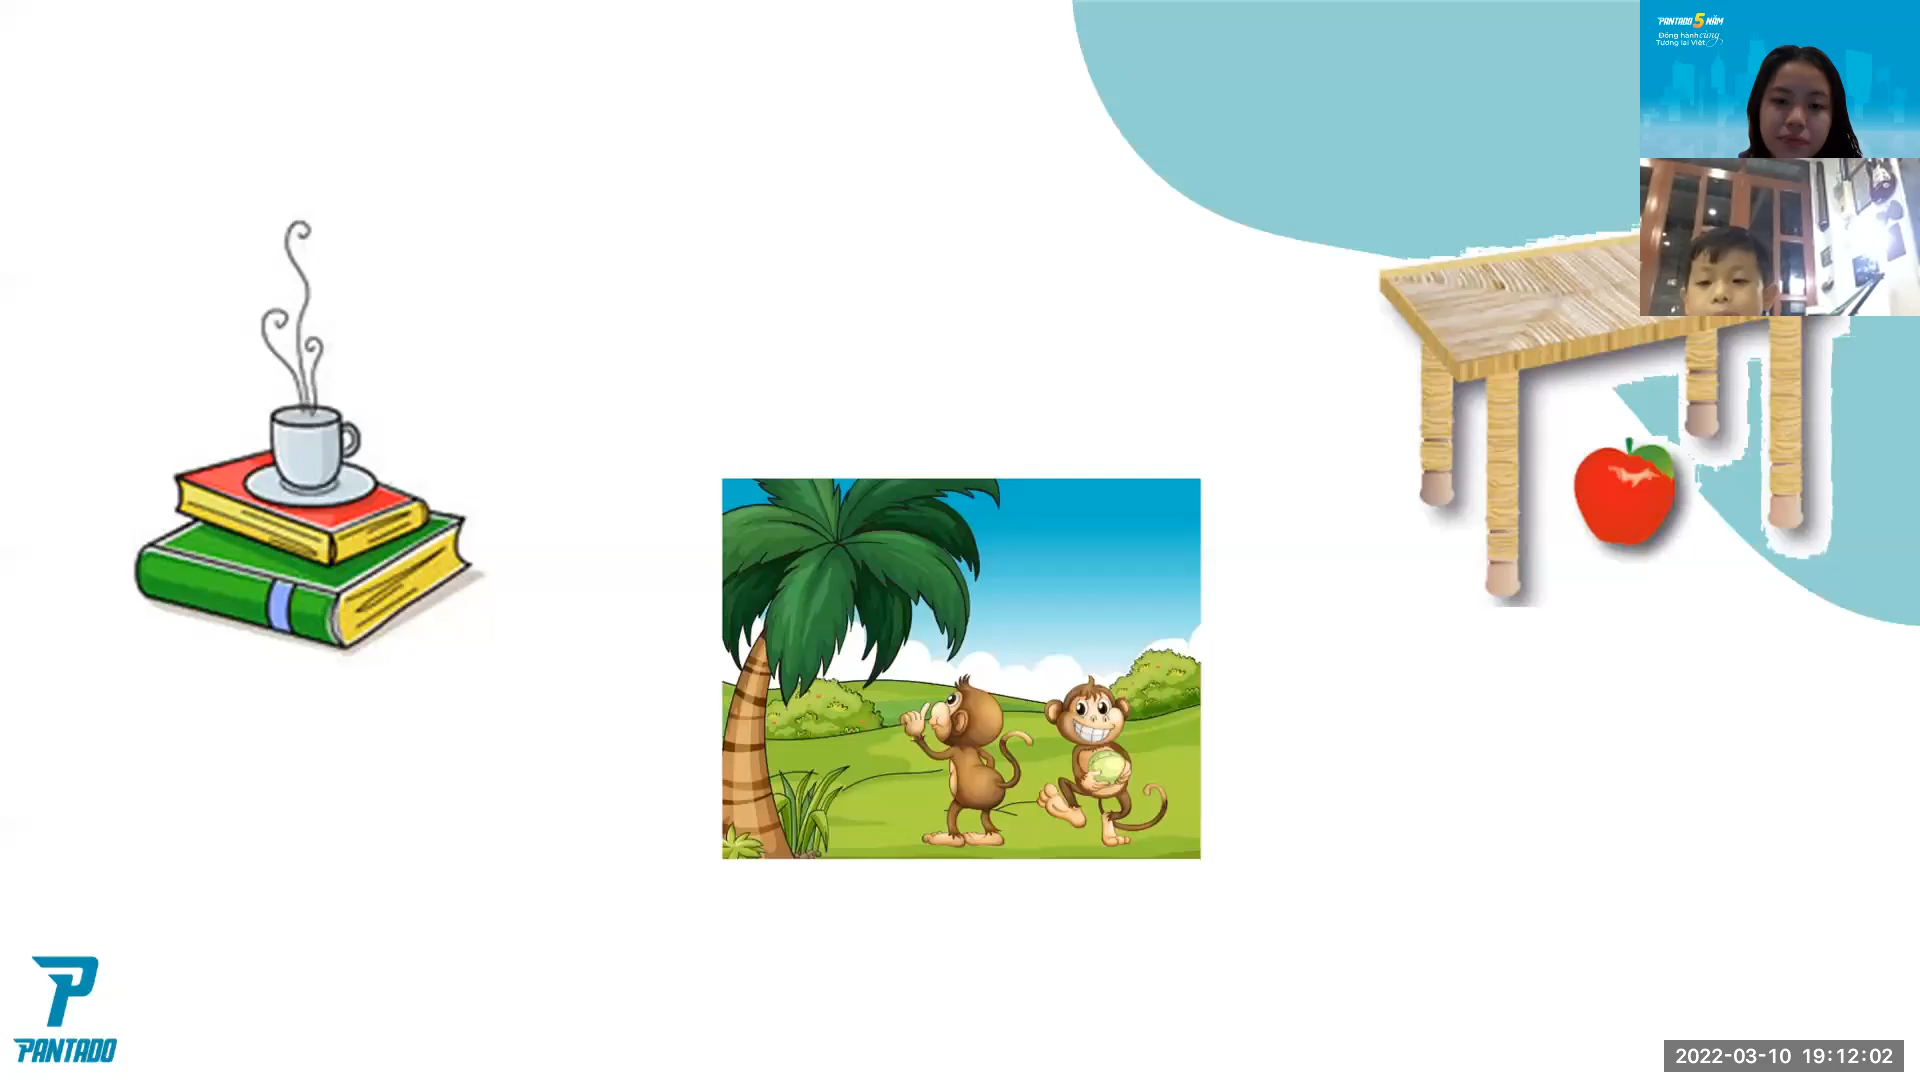 PANTADO 5 NĂM
Đồng hành cùng
Tương lai Việt
PANTADO
2022-03-10 19:12:02